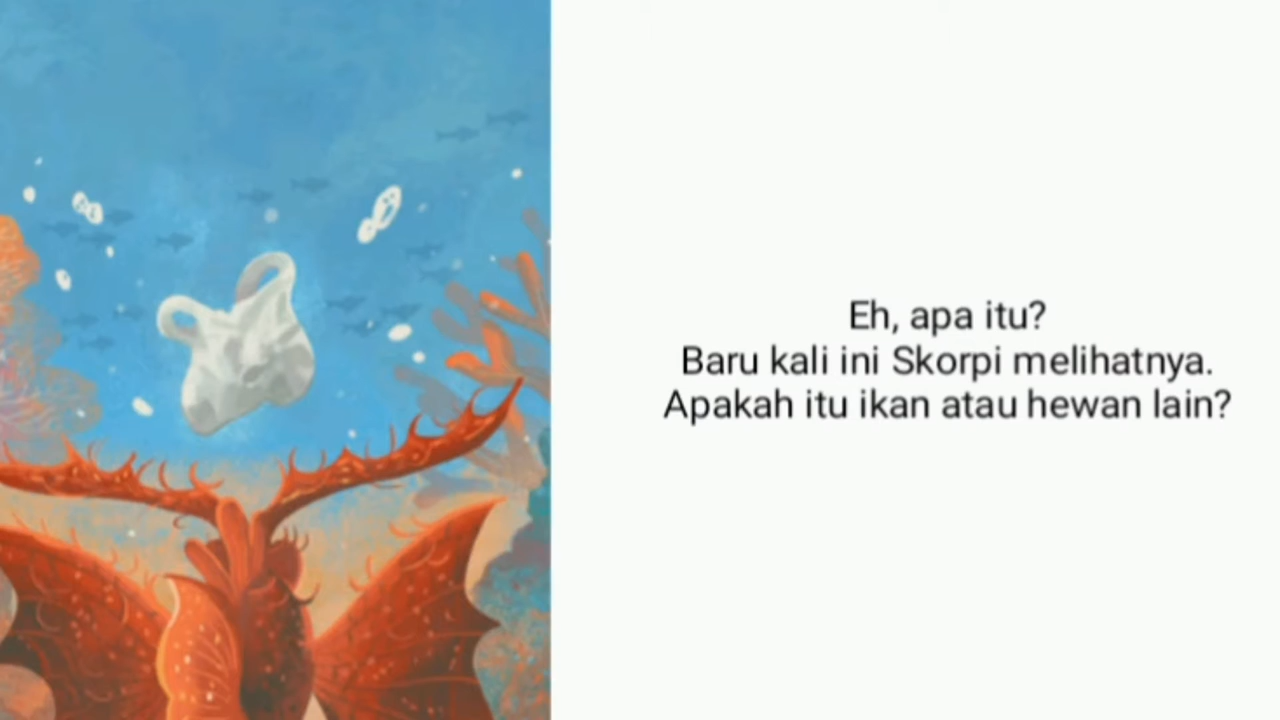 Eh, apa itu?
Baru kali ini Skorpi melihatnya.
Apakah itu ikan atau hewan lain?